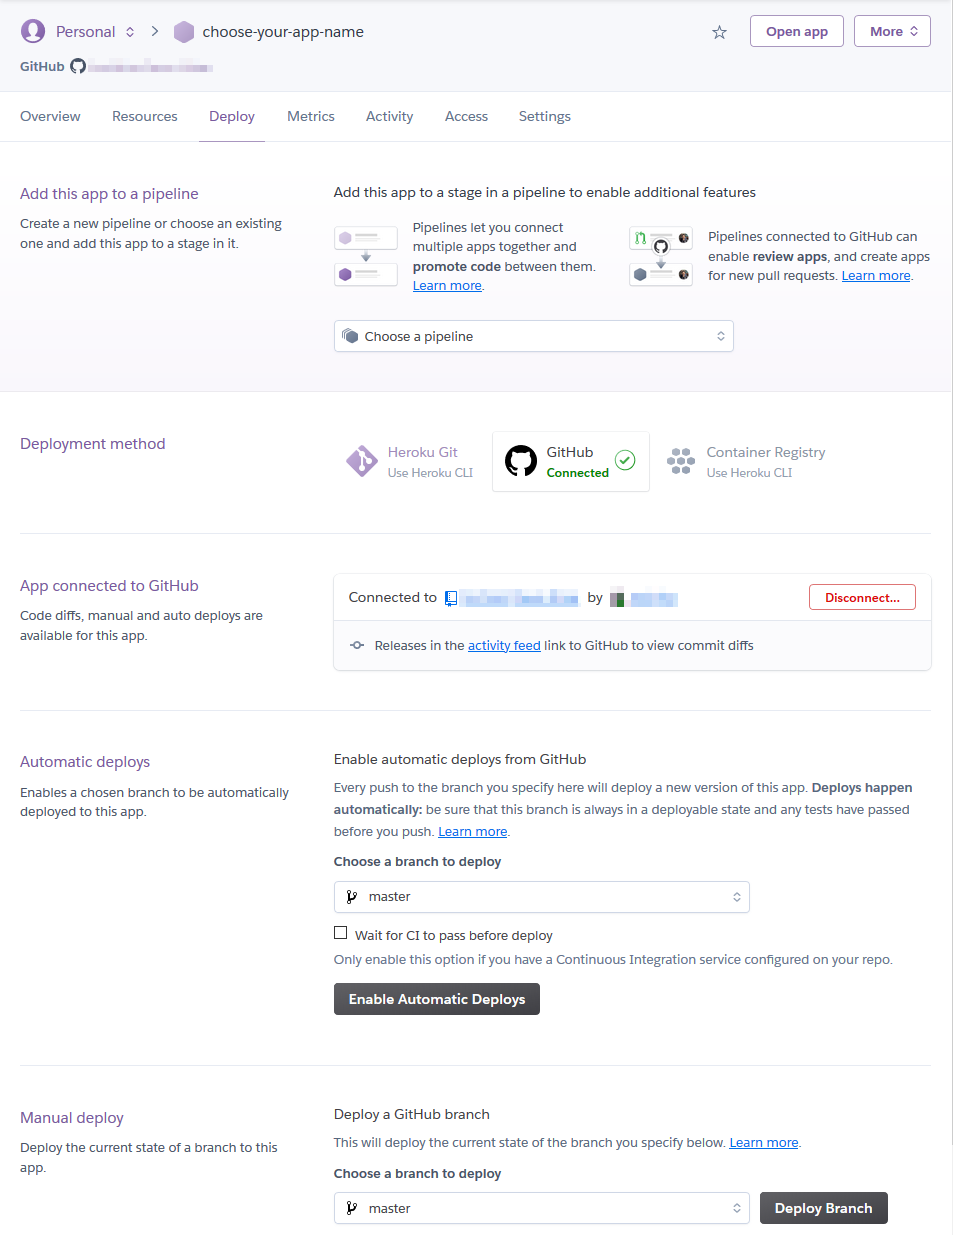 Personal choose-your-app-name Open app More
GitHub
Overview Resources Deploy Metrics Activity Access Settings
Add this app to a pipeline
Create a new pipeline or choose an existing
one and add this app to a stage in it.
Add this app to a stage in a pipeline to enable additional features
Pipelines let you connect
multiple apps together and
promote code between them.
Learn more.
Pipelines connected to GitHub can
enable review apps, and create apps
for new pull requests. Learn more.
Choose a pipeline
Deployment method
Heroku Git
Use Heroku CLI
GitHub
Connected
Container Registry
Use Heroku CLI
App connected to GitHub
Code diffs, manual and auto deploys are
available for this app.
Connected to by Disconnect...
Releases in the activity feed link to GitHub to view commit diffs
Automatic deploys
Enables a chosen branch to be automatically
deployed to this app.
Enable automatic deploys from GitHub
Every push to the branch you specify here will deploy a new version of this app. Deploys happen
automatically: be sure that this branch is always in a deployable state and any tests have passed
before you push. Learn more.
Choose a branch to deploy
master
Wait for CI to pass before deploy
Only enable this option if you have a Continuous Integration service configured on your repo.
Enable Automatic Deploys
Manual deploy
Deploy the current state of a branch to this
app.
Deploy a GitHub branch
This will deploy the current state of the branch you specify below. Learn more.
Choose a branch to deploy
master Deploy Branch